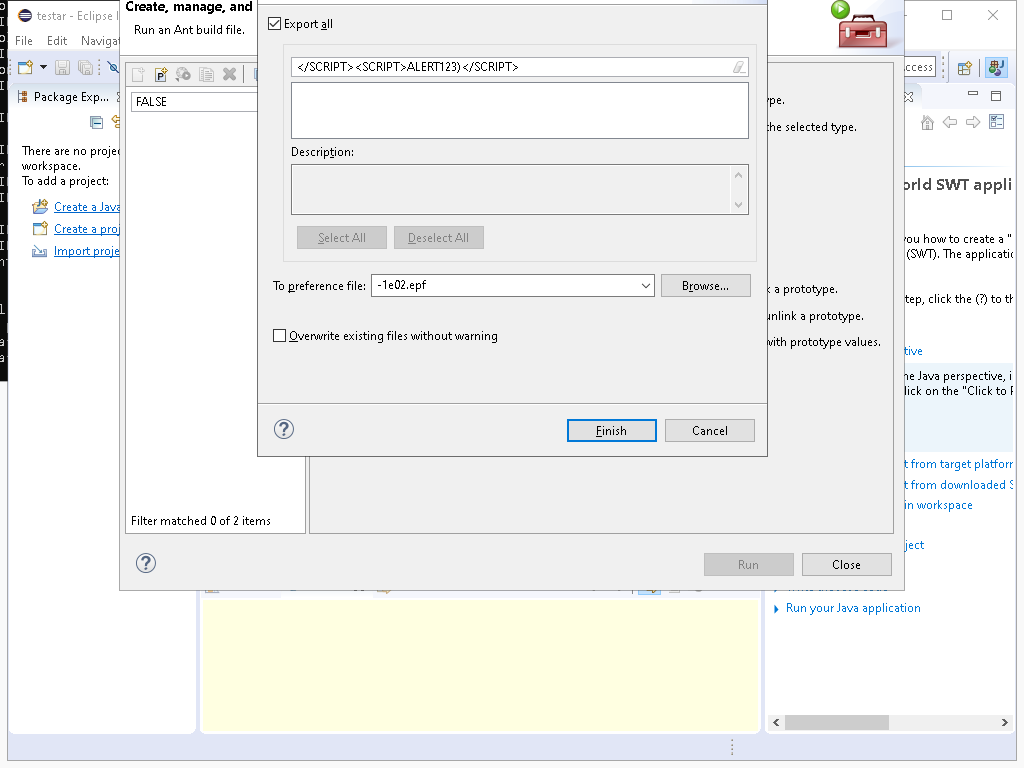 testar - Eclipse I
File Edit Naviga
Create, manage, and
Run an Ant build file.
Export all
</SCRIPT><SCRIPT>ALERT123)</SCRIPT>
ccess
Package Exp...
FALSE
ype.
the selected type.
There are no proje
workspace.
To add a project:
Create a Java
Create a proj
Import proje
Description:
orld SWT appli
Select All
Deselect All
you how to create a "
(SWT). The applicatio
To preference file:
-1e02.epf
Browse...
k a prototype.
tep, click the (?) to th
unlink a prototype.
Overwrite existing files without warning
with prototype values.
tive
he Java perspective, i
lick on the "Click to P
Finish
Cancel
t from target platform
t from downloaded S
in workspace
Filter matched 0 of 2 items
ject
Run
Close
Run your Java application